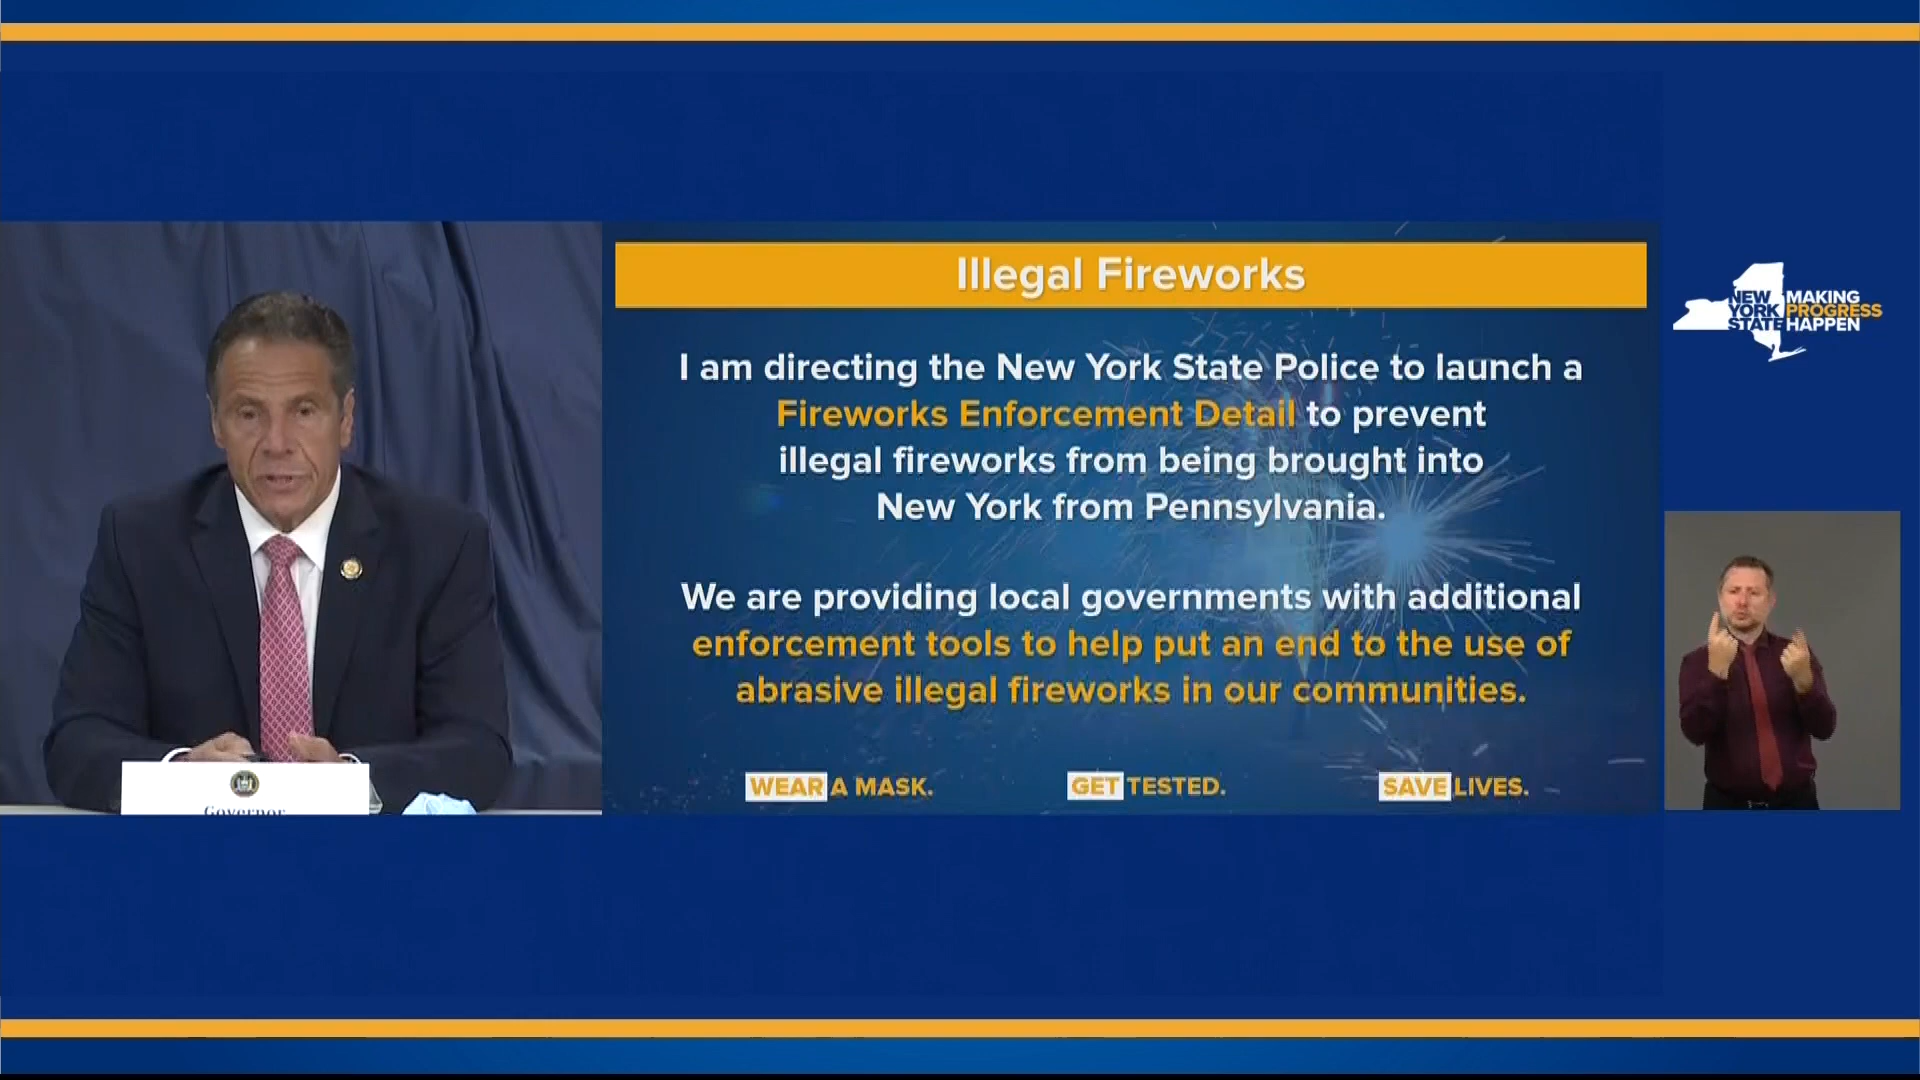 Illegal Fireworks
I am directing the New York State Police to launch a
Fireworks Enforcement Detail to prevent
illegal fireworks from being brought into
New York from Pennsylvania.
We are providing local governments with additional
enforcement tools to help put an end to the use of
abrasive illegal fireworks in our communities.
WEAR A MASK.
GET TESTED.
SAVE LIVES.
Governor
NEW
YORK
STATE
MAKING
PROGRESS
HAPPEN